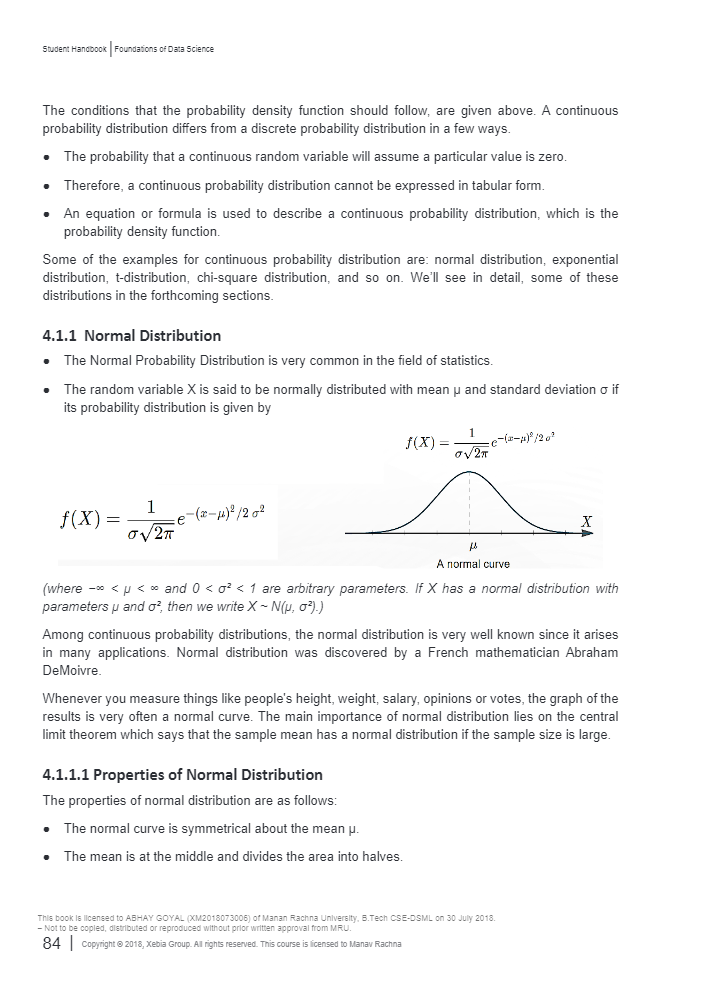 Student Handbook | Foundations of Data Science
The conditions that the probability density function should follow, are given above. A continuous
probability distribution differs from a discrete probability distribution in a few ways.
• The probability that a continuous random variable will assume a particular value is zero.
• Therefore, a continuous probability distribution cannot be expressed in tabular form.
• An equation or formula is used to describe a continuous probability distribution, which is the
probability density function.
Some of the examples for continuous probability distribution are: normal distribution, exponential
distribution, t-distribution, chi-square distribution, and so on. We'll see in detail, some of these
distributions in the forthcoming sections.
4.1.1 Normal Distribution
• The Normal Probability Distribution is very common in the field of statistics.
• The random variable X is said to be normally distributed with mean µ and standard deviation σ if
its probability distribution is given by
f(X) = 1/(σ√2π) e^−(x−µ)²/2 σ²
f(X) = 1/(σ√2π) e^−(x−µ)²/2 σ²
X
µ
A normal curve
(where −∞ < µ < ∞ and 0 < σ² < 1 are arbitrary parameters. If X has a normal distribution with
parameters µ and σ², then we write X ~ N(µ, σ²).)
Among continuous probability distributions, the normal distribution is very well known since it arises
in many applications. Normal distribution was discovered by a French mathematician Abraham
DeMoivre.
Whenever you measure things like people's height, weight, salary, opinions or votes, the graph of the
results is very often a normal curve. The main importance of normal distribution lies on the central
limit theorem which says that the sample mean has a normal distribution if the sample size is large.
4.1.1.1 Properties of Normal Distribution
The properties of normal distribution are as follows:
• The normal curve is symmetrical about the mean µ.
• The mean is at the middle and divides the area into halves.
This book is licensed to ABHAY GOYAL (XM2018073006) of Manan Rachna University, B.Tech CSE-DSML on 30 July 2018.
– Not to be copied, distributed or reproduced without prior written approval from MRU.
84 | Copyright © 2018, Xebia Group. All rights reserved. This course is licensed to Manav Rachna